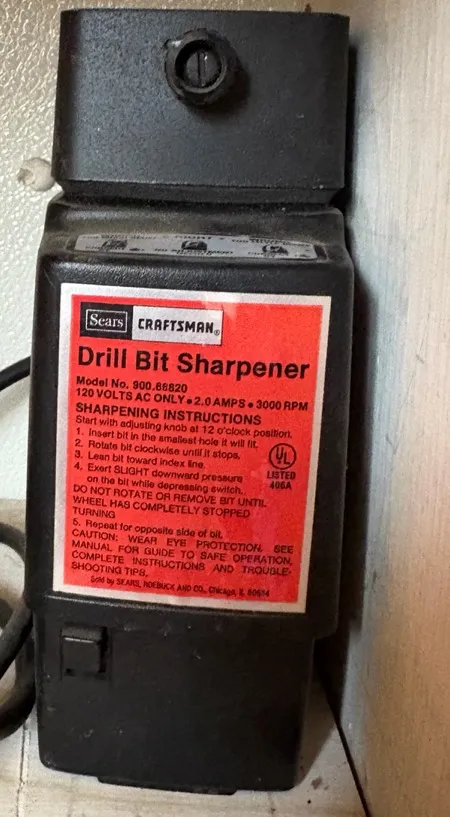 Sears CRAFTSMAN®
Drill Bit Sharpener
Model No. 900.66820
120 VOLTS AC ONLY • 2.0 AMPS • 3000 RPM
SHARPENING INSTRUCTIONS
Start with adjusting knob at 12 o'clock position.
1. Insert bit in the smallest hole it will fit.
2. Rotate bit clockwise until it stops.
3. Lean bit toward index line.
4. Exert SLIGHT downward pressure
on the bit while depressing switch.
DO NOT ROTATE OR REMOVE BIT UNTIL
WHEEL HAS COMPLETELY STOPPED
TURNING
5. Repeat for opposite side of bit.
CAUTION: WEAR EYE PROTECTION. SEE
MANUAL FOR GUIDE TO SAFE OPERATION,
COMPLETE INSTRUCTIONS AND TROUBLE-
SHOOTING TIPS.
Sold by SEARS, ROEBUCK AND CO., Chicago, IL 60684
UL
LISTED
406A